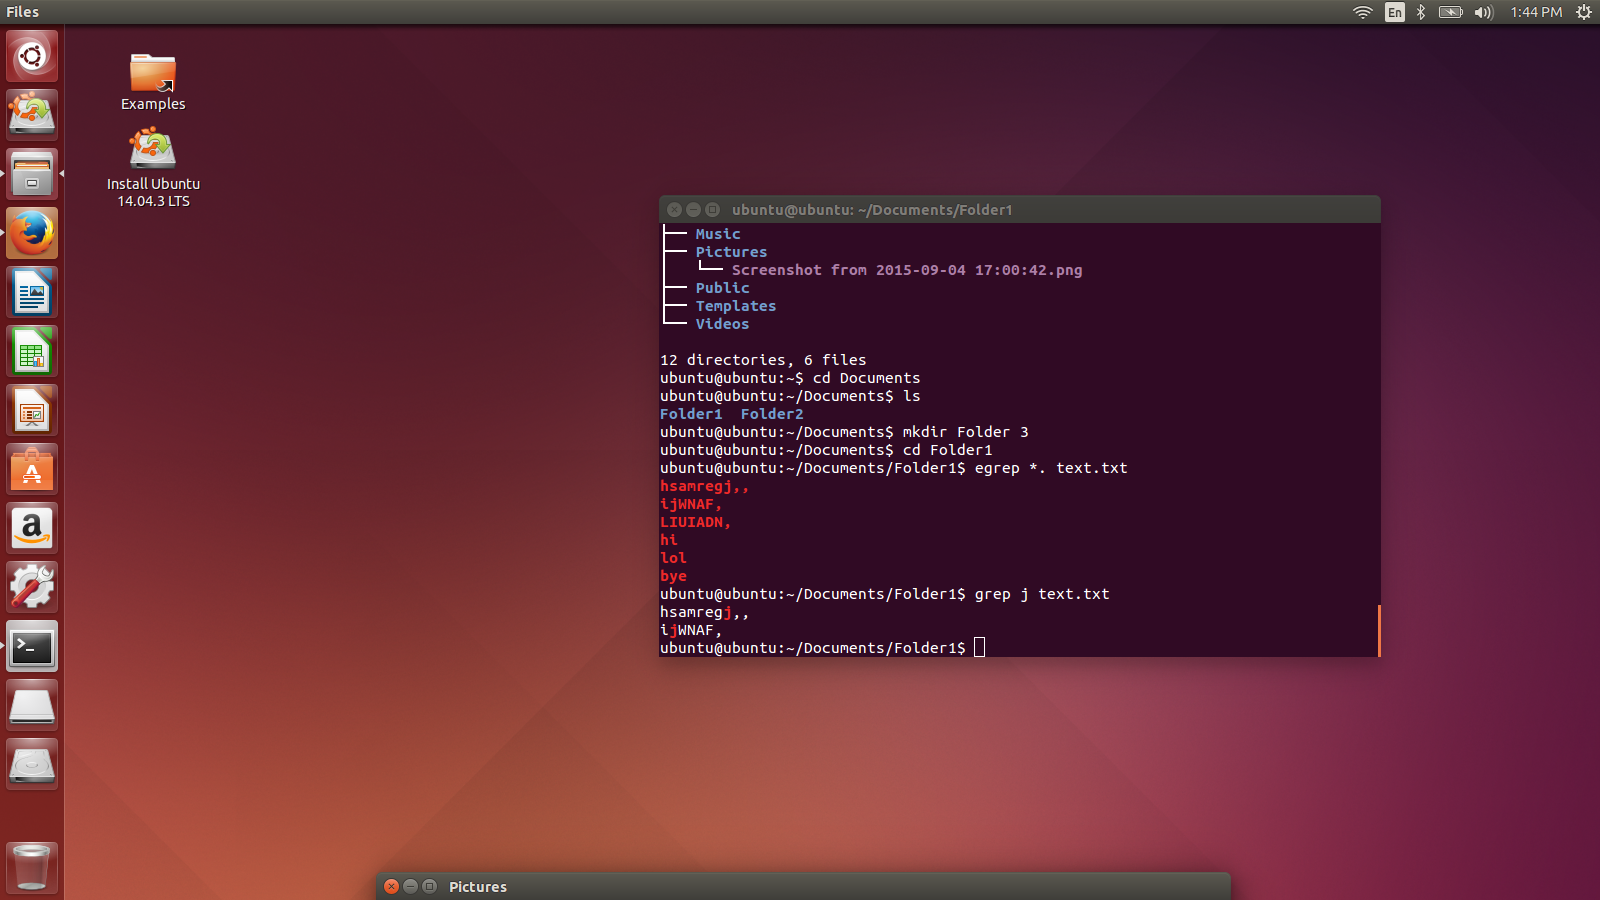 Files
En
1:44 PM
Examples
Install Ubuntu
14.04.3 LTS
ubuntu@ubuntu: ~/Documents/Folder1
Music
Pictures
Screenshot from 2015-09-04 17:00:42.png
Public
Templates
Videos
12 directories, 6 files
ubuntu@ubuntu:~$ cd Documents
ubuntu@ubuntu:~/Documents$ ls
Folder1  Folder2
ubuntu@ubuntu:~/Documents$ mkdir Folder 3
ubuntu@ubuntu:~/Documents$ cd Folder1
ubuntu@ubuntu:~/Documents/Folder1$ egrep *. text.txt
hsamregj,,
ijWNAF,
LIUIADN,
hi
lol
bye
ubuntu@ubuntu:~/Documents/Folder1$ grep j text.txt
hsamregj,,
ijWNAF,
ubuntu@ubuntu:~/Documents/Folder1$
Pictures